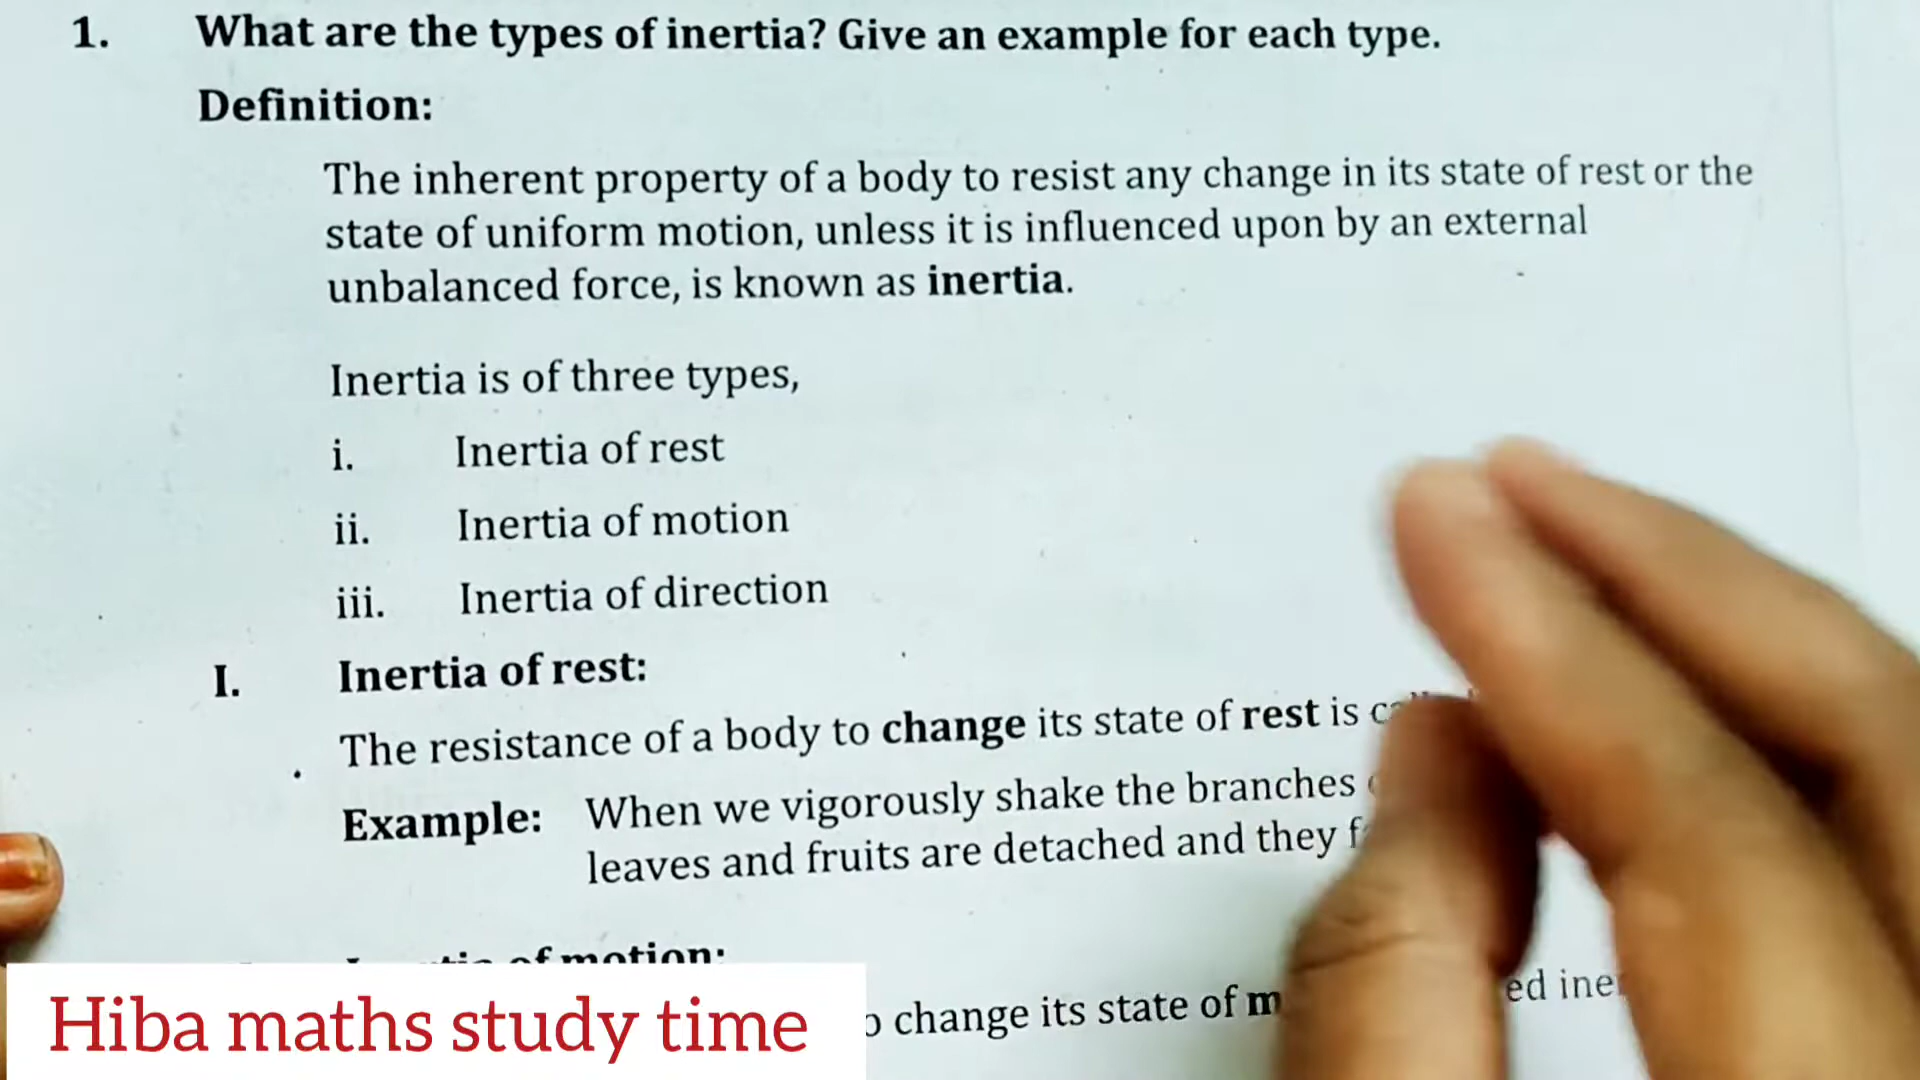 1. What are the types of inertia? Give an example for each type.
Definition:
The inherent property of a body to resist any change in its state of rest or the
state of uniform motion, unless it is influenced upon by an external
unbalanced force, is known as inertia.
Inertia is of three types,
i. Inertia of rest
ii. Inertia of motion
iii. Inertia of direction
I. Inertia of rest:
The resistance of a body to change its state of rest is
Example: When we vigorously shake the branches
leaves and fruits are detached and they
of motion:
change its state of
Hiba maths study time